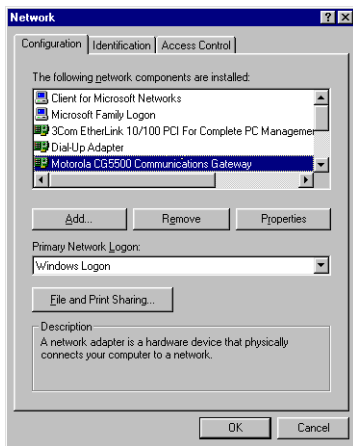 Network
Configuration Identification Access Control
The following network components are installed:
Client for Microsoft Networks
Microsoft Family Logon
3Com EtherLink 10/100 PCI For Complete PC Managemer
Dial-Up Adapter
Motorola CG5500 Communications Gateway
Add... Remove Properties
Primary Network Logon:
Windows Logon
File and Print Sharing...
Description
A network adapter is a hardware device that physically
connects your computer to a network.
OK Cancel